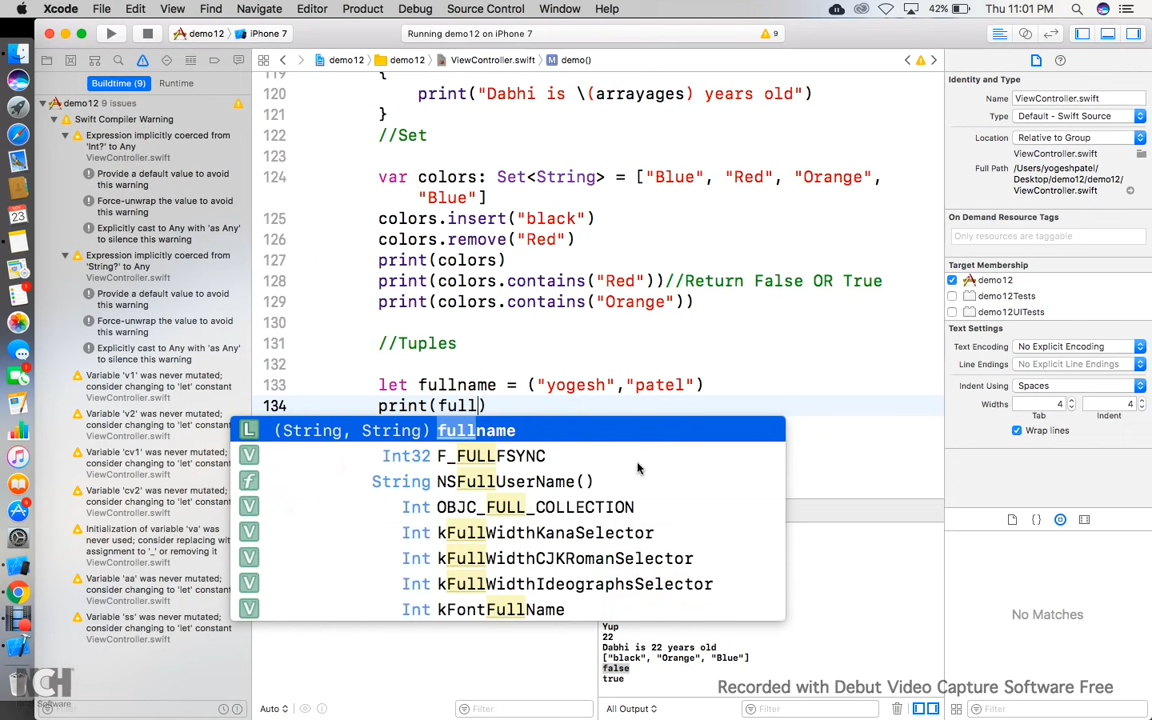 Xcode File Edit View Find Navigate Editor Product Debug Source Control Window Help 42% Thu 11:01 PM
demo12 iPhone 7 Running demo12 on iPhone 7 9
demo12 demo12 ViewController.swift M demo()
Buildtime (9) Runtime
demo12 9 issues
Swift Compiler Warning
Expression implicitly coerced from
'Int?' to Any
ViewController.swift
Provide a default value to avoid
this warning
Force-unwrap the value to avoid
this warning
Explicitly cast to Any with 'as Any'
to silence this warning
Expression implicitly coerced from
'String?' to Any
ViewController.swift
Provide a default value to avoid
this warning
Force-unwrap the value to avoid
this warning
Explicitly cast to Any with 'as Any'
to silence this warning
Variable 'v1' was never mutated;
consider changing to 'let' constant
ViewController.swift
Variable 'v2' was never mutated;
consider changing to 'let' constant
ViewController.swift
Variable 'cv1' was never mutated;
consider changing to 'let' constant
ViewController.swift
Variable 'cv2' was never mutated;
consider changing to 'let' constant
ViewController.swift
Initialization of variable 'va' was
never used; consider replacing with
assignment to '_' or removing it
ViewController.swift
Variable 'aa' was never mutated;
consider changing to 'let' constant
ViewController.swift
Variable 'ss' was never mutated;
consider changing to 'let' constant
ViewController.swift
119 {
120 print("Dabhi is \(arrayages) years old")
121 }
122 //Set
123
124 var colors: Set<String> = ["Blue", "Red", "Orange",
"Blue"]
125 colors.insert("black")
126 colors.remove("Red")
127 print(colors)
128 print(colors.contains("Red"))//Return False OR True
129 print(colors.contains("Orange"))
130
131 //Tuples
132
133 let fullname = ("yogesh","patel")
134 print(full)
L (String, String) fullname
V Int32 F_FULLFSYNC
f String NSFullUserName()
V Int OBJC_FULL_COLLECTION
V Int kFullWidthKanaSelector
V Int kFullWidthCJKRomanSelector
V Int kFullWidthIdeographsSelector
V Int kFontFullName
Yup
22
Dabhi is 22 years old
["black", "Orange", "Blue"]
false
true
Auto Filter All Output Filter
Identity and Type
Name ViewController.swift
Type Default - Swift Source
Location Relative to Group
ViewController.swift
Full Path /Users/yogeshpatel/
Desktop/demo12/demo12/
ViewController.swift
On Demand Resource Tags
Only resources are taggable
Target Membership
demo12
demo12Tests
demo12UITests
Text Settings
Text Encoding No Explicit Encoding
Line Endings No Explicit Line Endings
Indent Using Spaces
Widths 4 4
Tab Indent
Wrap lines
No Matches
Filter
NCH
Software
Recorded with Debut Video Capture Software Free